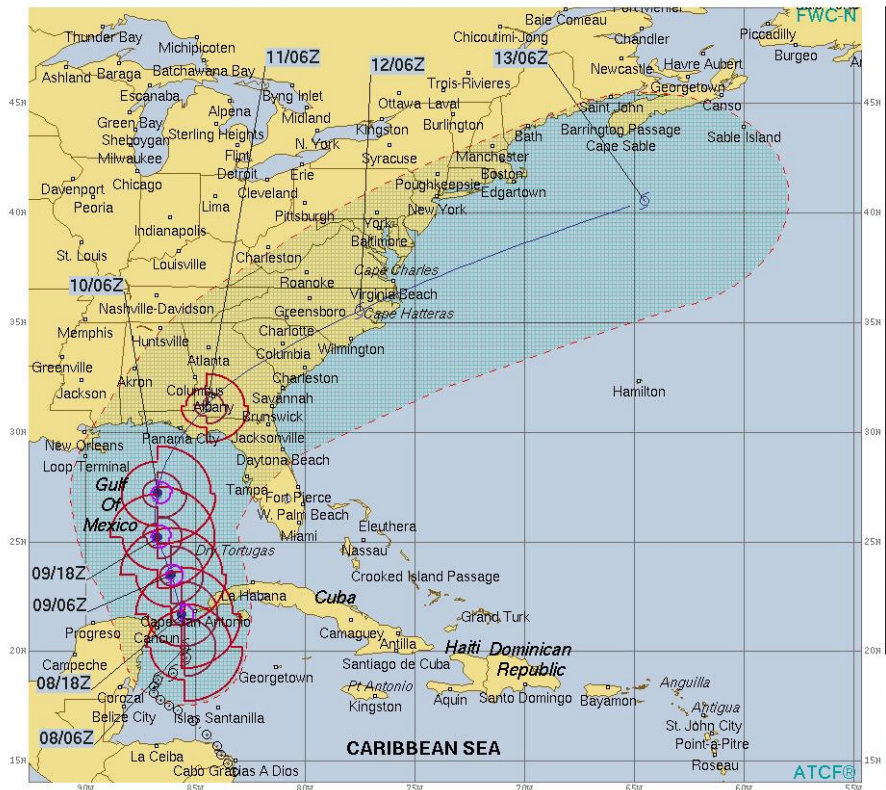 FWC-N
Baie Comeau
Piccadilly
Thunder Bay
Michipicoten
Chicoutimi-Jong
Chandler
11/06Z
12/06Z
13/06Z
Burgeo
Ashland
Baraga
Batchawana Bay
Newcastle
Havre Aubert
Escanaba
Byng Inlet
Trois-Rivieres
Georgetown
45N
Alpena
Midland
Ottawa
Laval
Saint John
Canso
Green Bay
Sterling Heights
Kingston
Burlington
Bath
Barrington Passage
Sable Island
Sheboygan
Flint
N. York
Cape Sable
Milwaukee
Detroit
Erie
Syracuse
Manchester
Davenport
Chicago
Cleveland
Poughkeepsie
Boston
Peoria
Lima
Pittsburgh
New York
Edgartown
40N
Indianapolis
York
St. Louis
Baltimore
Louisville
Charleston
Cape Charles
10/06Z
Roanoke
Nashville-Davidson
Virginia Beach
35N
Greensboro
Cape Hatteras
Memphis
Huntsville
Charlotte
Greenville
Atlanta
Columbia
Wilmington
Akron
Jackson
Columbus
Charleston
Hamilton
Albany
Savannah
Brunswick
30N
New Orleans
Panama City
Jacksonville
Loop Terminal
Daytona Beach
Gulf
Of
Mexico
Tampa
Fort Pierce
W. Palm Beach
Miami
Eleuthera
25N
Dry Tortugas
Nassau
09/18Z
Crooked Island Passage
09/06Z
La Habana
Cuba
Grand Turk
Progreso
Cape San Antonio
Camaguey
Cancun
Antilla
Haiti
Dominican
Republic
20N
Campeche
Santiago de Cuba
08/18Z
Georgetown
Pt Antonio
Anguilla
Corozal
Kingston
Aquin
Santo Domingo
Bayamon
Antigua
Belize City
Islas Santanilla
St. John City
08/06Z
Point-a-Pitre
La Ceiba
CARIBBEAN SEA
Roseau
15N
Cabo Gracias A Dios
ATCF®
90W
85W
80W
75W
70W
65W
60W
55W